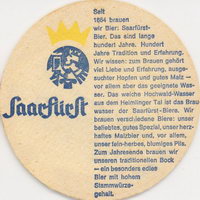 Seit
1854 brauen
wir Bier: Saarfürst-
Bier. Das sind lange
hundert Jahre. Hundert
Jahre Tradition und Erfahrung.
Wir wissen: zum Brauen gehört
viel Liebe und Erfahrung, ausge-
suchter Hopfen und gutes Malz —
vor allem aber das geeignete Was-
ser. Das weiche Hochwald-Wasser
aus dem Heimlinger Tal ist das Brau-
wasser der Saarfürst-Biere. Wir
brauen verschiedene Biere: unser
beliebtes, gutes Spezial, unser herz-
haftes Malzbier und, vor allem,
unser fein-herbes, blumiges Pils.
Zum Jahresende brauen wir
unseren traditionellen Bock
— ein besonders edles
Bier mit hohem
Stammwürze-
gehalt.
Saarfürst